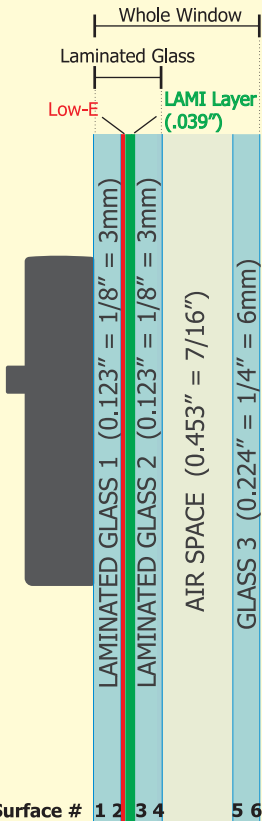 Whole Window
Laminated Glass
Low-E
LAMI Layer
(.039")
LAMINATED GLASS 1 (0.123" = 1/8" = 3mm)
LAMINATED GLASS 2 (0.123" = 1/8" = 3mm)
AIR SPACE (0.453" = 7/16")
GLASS 3 (0.224" = 1/4" = 6mm)
Surface # 1 2 3 4 5 6